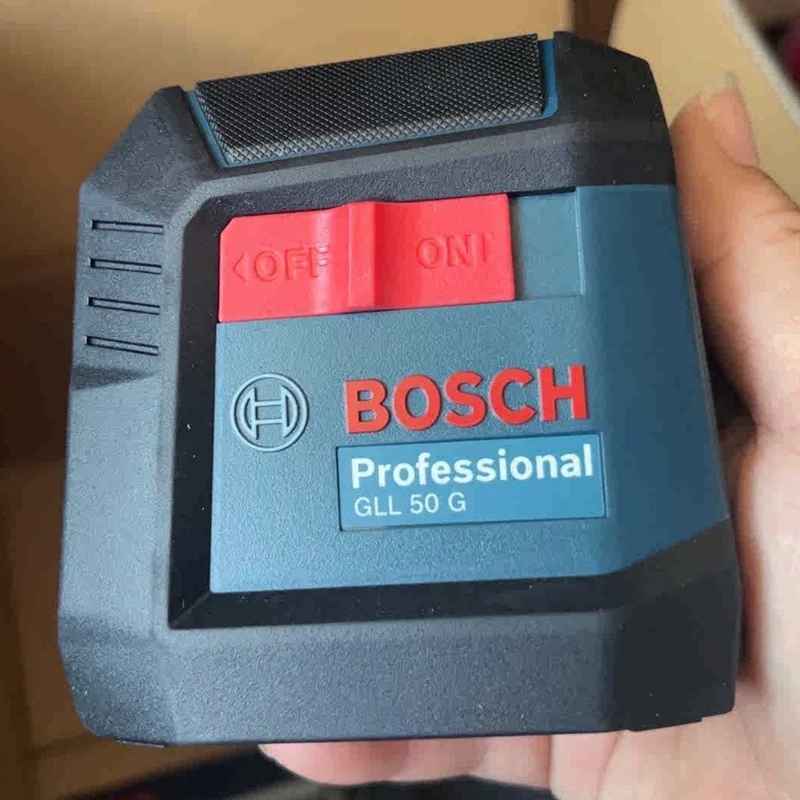 <OFF ON
BOSCH
Professional
GLL 50 G